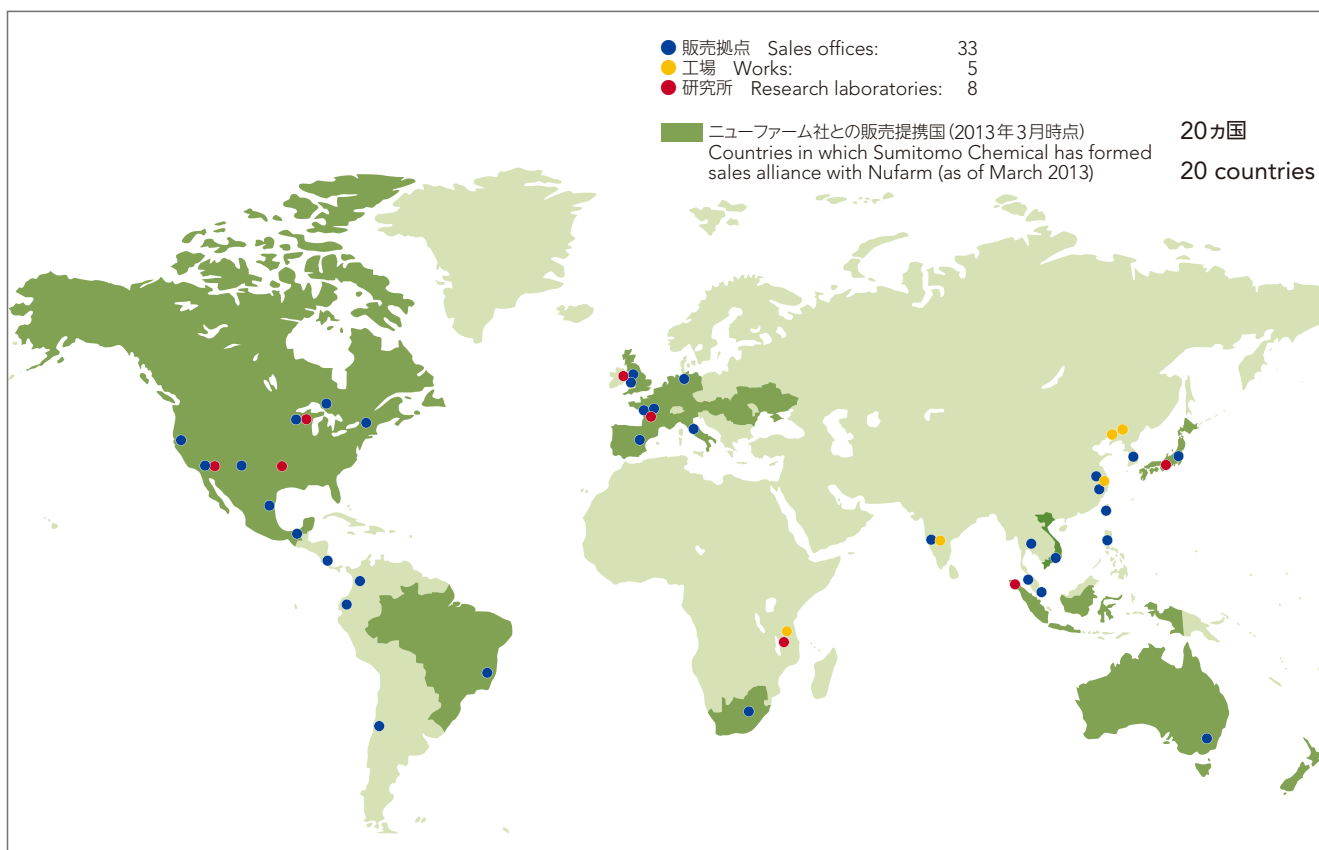 販売拠点 Sales offices: 33
工場 Works: 5
研究所 Research laboratories: 8
ニューファーム社との販売提携国(2013年3月時点) 20ヵ国
Countries in which Sumitomo Chemical has formed
sales alliance with Nufarm (as of March 2013) 20 countries